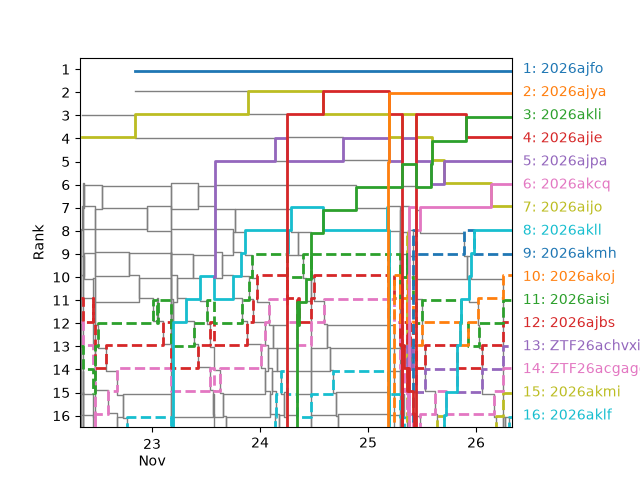 1
2
3
4
5
6
7
8
9
10
11
12
13
14
15
16
Rank
23
24
25
26
Nov
1: 2026ajfo
2: 2026ajya
3: 2026akli
4: 2026ajie
5: 2026ajpa
6: 2026akcq
7: 2026aijo
8: 2026akll
9: 2026akmh
10: 2026akoj
11: 2026aisi
12: 2026ajbs
13: ZTF26achvxi
14: ZTF26acgag
15: 2026akmi
16: 2026aklf